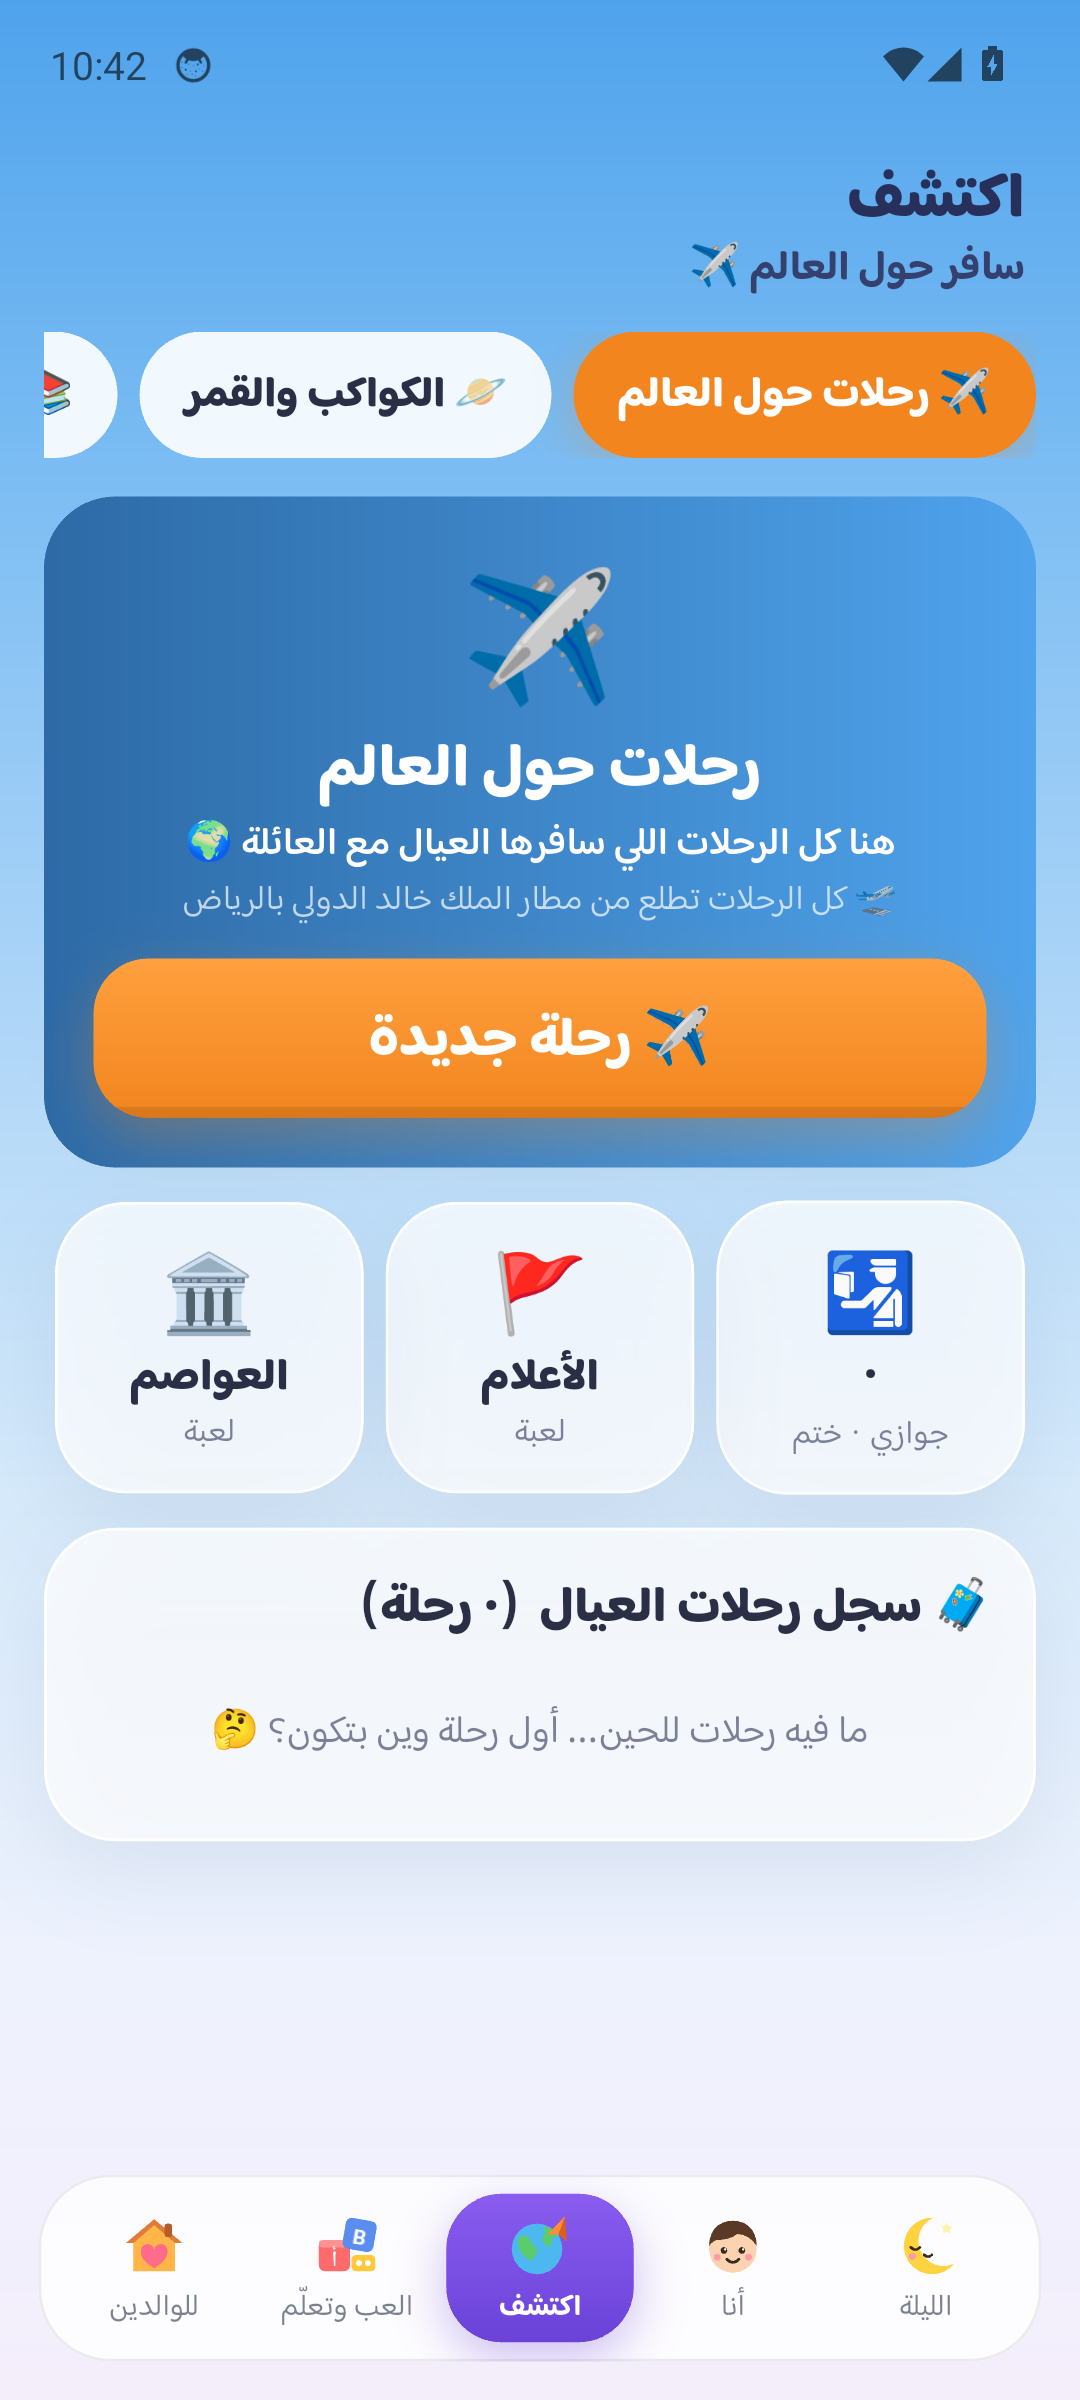 10:42
اكتشف
سافر حول العالم ✈️
✈️ رحلات حول العالم
🪐 الكواكب والقمر
رحلات حول العالم
هنا كل الرحلات اللي سافرها العيال مع العائلة 🌍
🛫 كل الرحلات تطلع من مطار الملك خالد الدولي بالرياض
✈️ رحلة جديدة
٠
جوازي · ختم
الأعلام
لعبة
العواصم
لعبة
🧳 سجل رحلات العيال (٠ رحلة)
ما فيه رحلات للحين... أول رحلة وين بتكون؟ 🤔
الليلة
أنا
اكتشف
العب وتعلّم
للوالدين